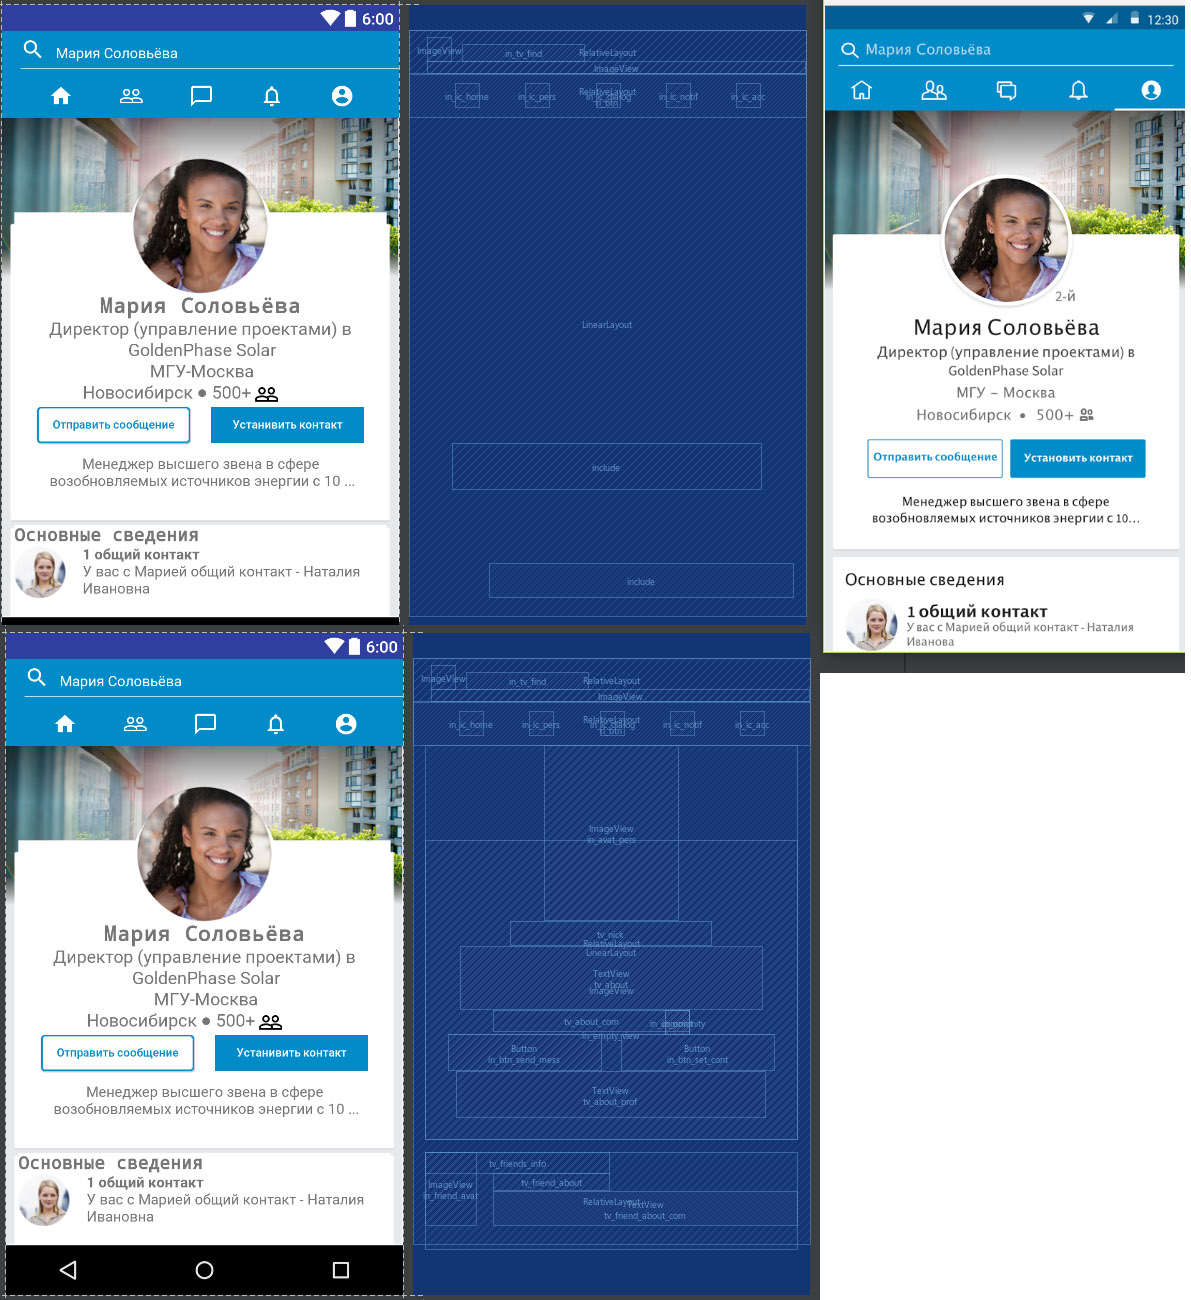 6:00
Мария Соловьёва
Мария Соловьёва
Директор (управление проектами) в
GoldenPhase Solar
МГУ-Москва
Новосибирск ● 500+
Отправить сообщение
Устанивить контакт
Менеджер высшего звена в сфере
возобновляемых источников энергии с 10 ...
Основные сведения
1 общий контакт
У вас с Марией общий контакт - Наталия
Ивановна
ImageView
in_tv_find
RelativeLayout
ImageView
in_ic_home
in_ic_pers
RelativeLayout
in_ic_dialog
in_ic_notif
in_ic_acc
LinearLayout
include
include
12:30
Мария Соловьёва
2-й
Мария Соловьёва
Директор (управление проектами) в
GoldenPhase Solar
МГУ – Москва
Новосибирск • 500+
Отправить сообщение
Установить контакт
Менеджер высшего звена в сфере
возобновляемых источников энергии с 10...
Основные сведения
1 общий контакт
У вас с Марией общий контакт - Наталия
Иванова
6:00
Мария Соловьёва
Мария Соловьёва
Директор (управление проектами) в
GoldenPhase Solar
МГУ-Москва
Новосибирск ● 500+
Отправить сообщение
Устанивить контакт
Менеджер высшего звена в сфере
возобновляемых источников энергии с 10 ...
Основные сведения
1 общий контакт
У вас с Марией общий контакт - Наталия
Ивановна
ImageView
in_tv_find
RelativeLayout
ImageView
in_ic_home
in_ic_pers
RelativeLayout
in_ic_dialog
in_ic_notif
in_ic_acc
ImageView
in_avat_pers
tv_nick
RelativeLayout
LinearLayout
TextView
tv_about
ImageView
tv_about_com
in_empty_view
Button
in_btn_send_mess
Button
in_btn_set_cont
TextView
tv_about_prof
tv_friends_info
tv_friend_about
ImageView
in_friend_avat
RelativeLayout
TextView
tv_friend_about_com